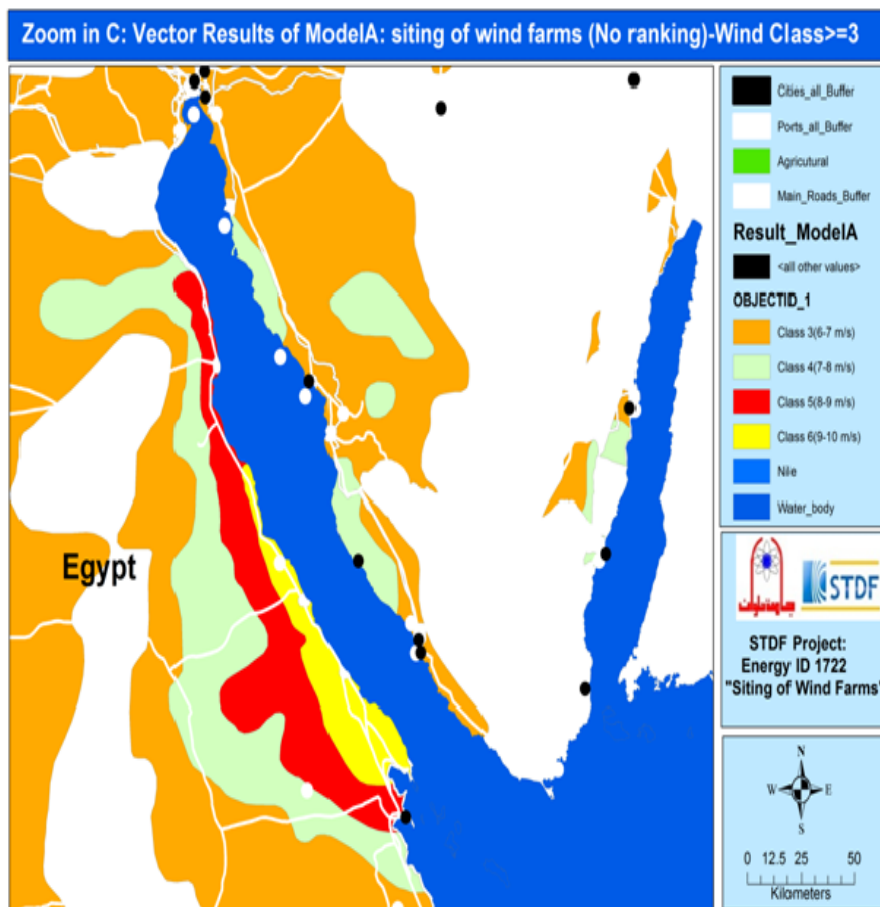 Zoom in C: Vector Results of ModelA: siting of wind farms (No ranking)-Wind Class>=3
Egypt
Cities_all_Buffer
Ports_all_Buffer
Agricutural
Main_Roads_Buffer
Result_ModelA
<all other values>
OBJECTID_1
Class 3(6-7 m/s)
Class 4(7-8 m/s)
Class 5(8-9 m/s)
Class 6(9-10 m/s)
Nile
Water_body
جامعة حلوان
STDF
STDF Project:
Energy ID 1722
"Siting of Wind Farms"
N
W E
S
0 12.5 25 50
Kilometers